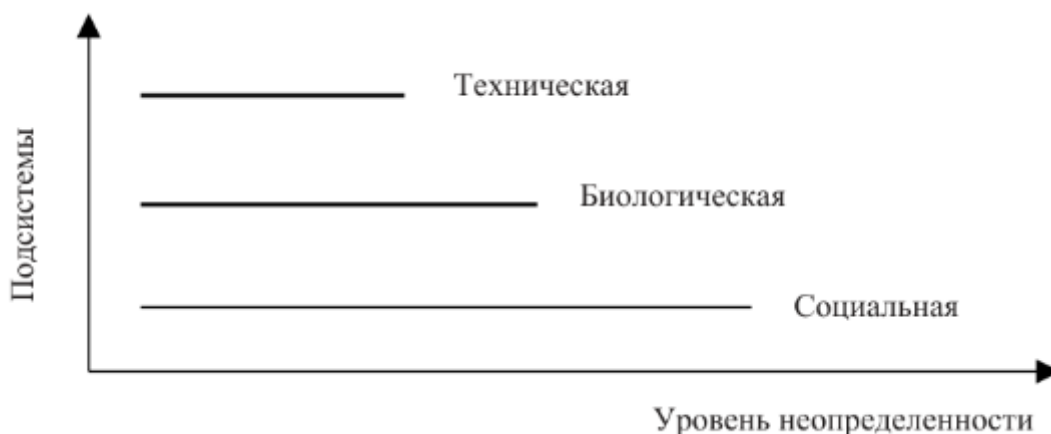 Техническая
Биологическая
Социальная
Подсистемы
Уровень неопределенности